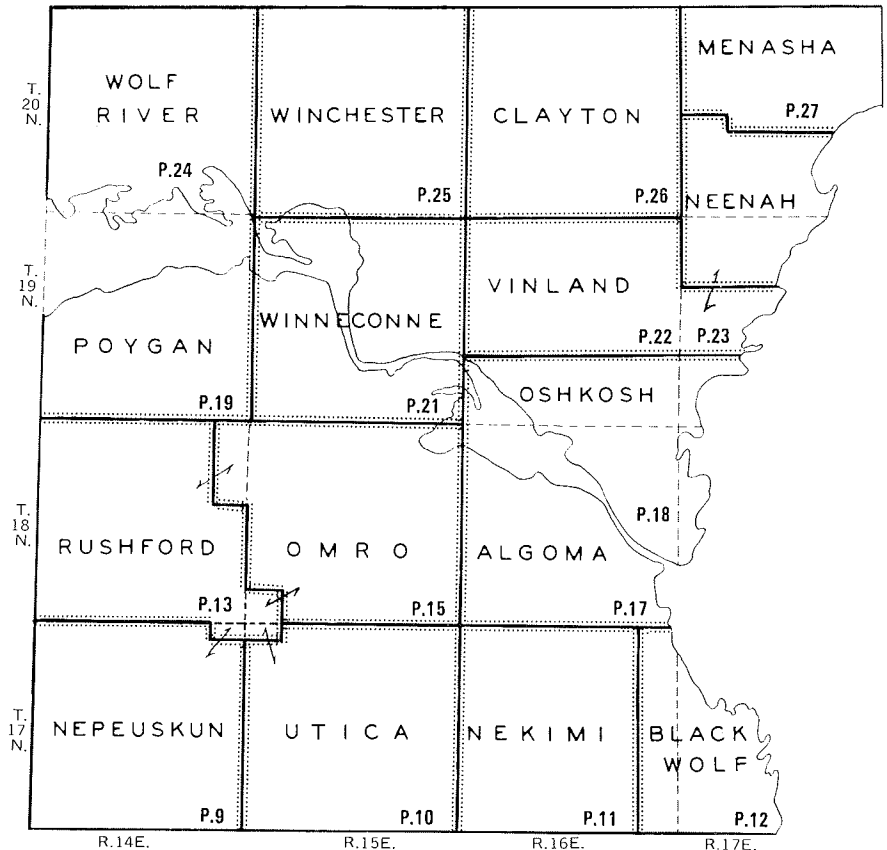 MENASHA
T.
20
N.
WOLF
RIVER
WINCHESTER
CLAYTON
P.27
P.24
P.25
P.26
NEENAH
T.
19
N.
VINLAND
WINNECONNE
POYGAN
P.22
P.23
OSHKOSH
P.19
P.21
T.
18
N.
P.18
RUSHFORD
OMRO
ALGOMA
P.13
P.15
P.17
T.
17
N.
NEPEUSKUN
UTICA
NEKIMI
BLACK
WOLF
P.9
P.10
P.11
P.12
R.14E.
R.15E.
R.16E.
R.17E.